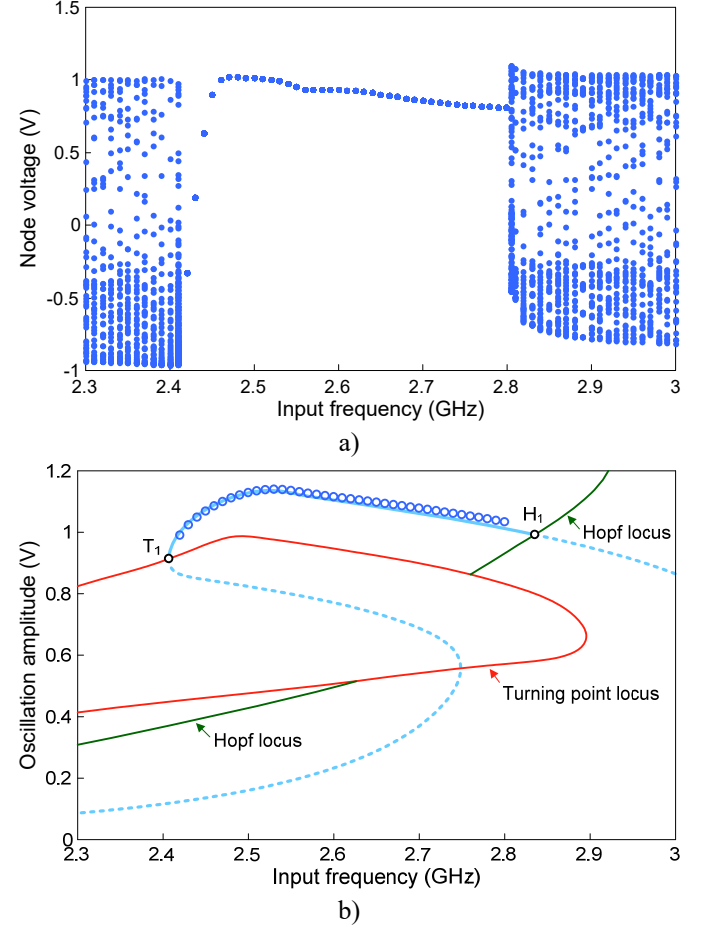 1.5
1
0.5
0
-0.5
-1
Node voltage (V)
2.3 2.4 2.5 2.6 2.7 2.8 2.9 3
Input frequency (GHz)
a)
1.2
1
0.8
0.6
0.4
0.2
0
Oscillation amplitude (V)
T1
H1
Hopf locus
Turning point locus
Hopf locus
2.3 2.4 2.5 2.6 2.7 2.8 2.9 3
Input frequency (GHz)
b)